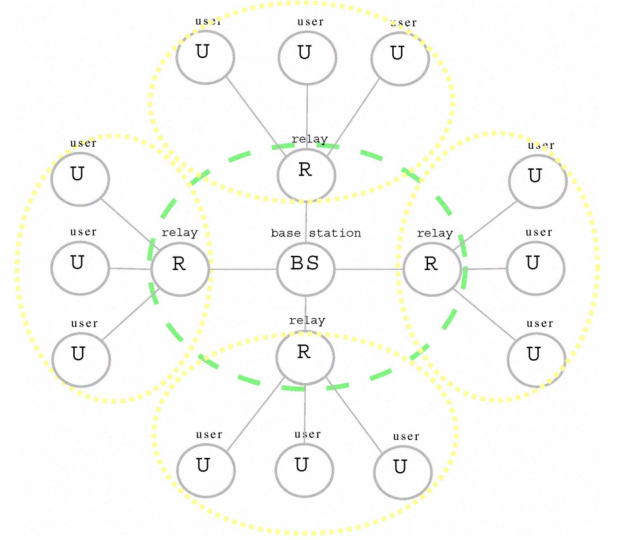 user user user
U U U
user relay user
U R U
relay base station relay
user user
U R BS R U
user relay user
U R U
user user user
U U U